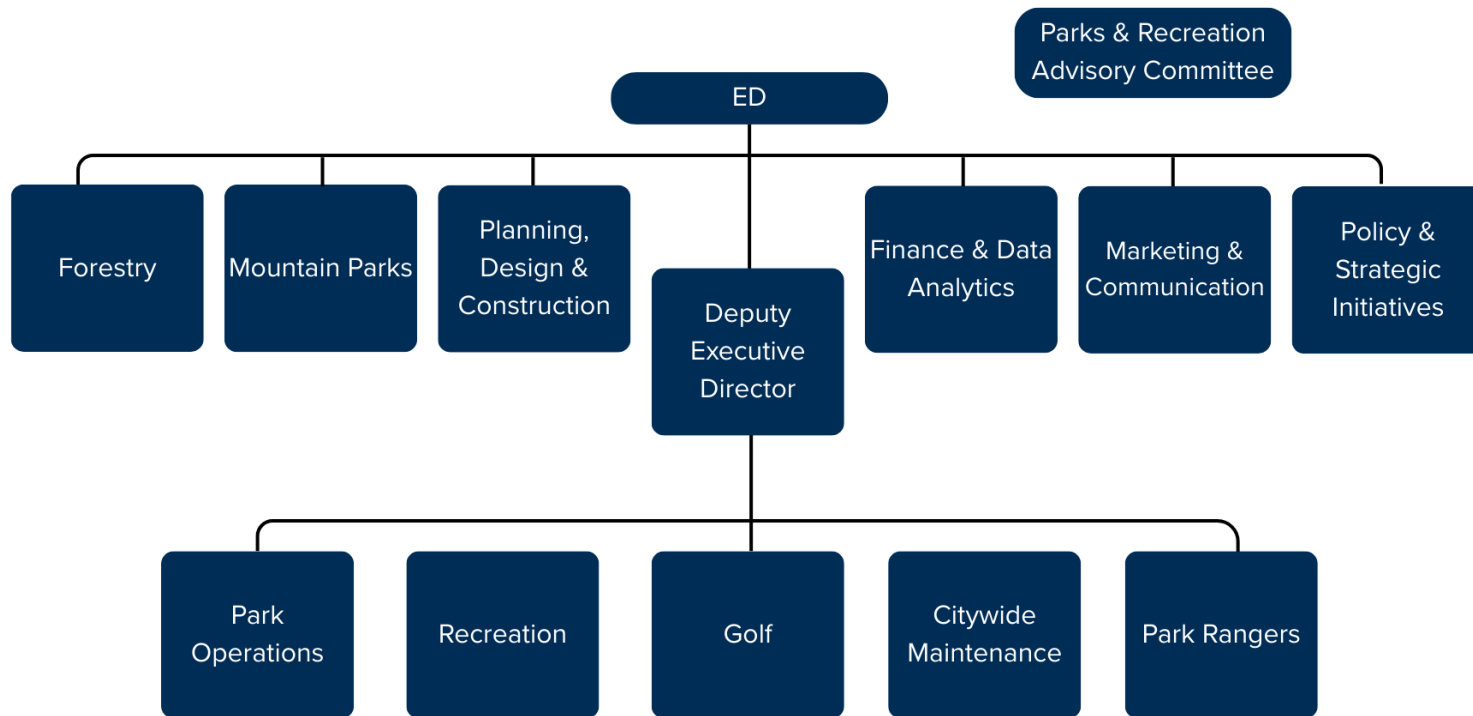 Parks & Recreation
Advisory Committee
ED
Forestry
Mountain Parks
Planning,
Design &
Construction
Deputy
Executive
Director
Finance & Data
Analytics
Marketing &
Communication
Policy &
Strategic
Initiatives
Park
Operations
Recreation
Golf
Citywide
Maintenance
Park Rangers